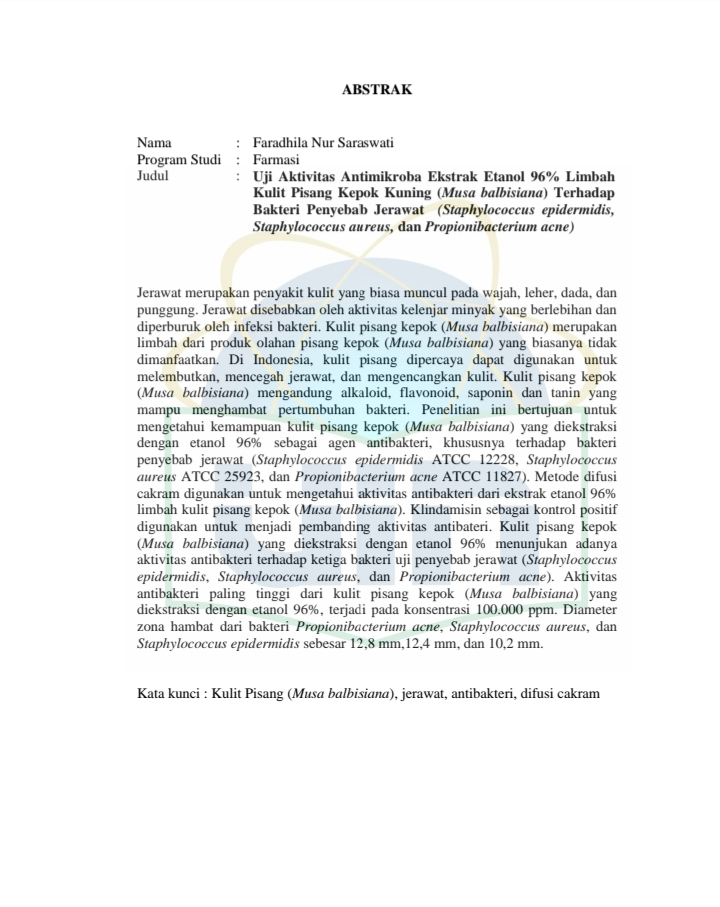 ABSTRAK
Nama : Faradhila Nur Saraswati
Program Studi : Farmasi
Judul : Uji Aktivitas Antimikroba Ekstrak Etanol 96% Limbah
Kulit Pisang Kepok Kuning (Musa balbisiana) Terhadap
Bakteri Penyebab Jerawat (Staphylococcus epidermidis,
Staphylococcus aureus, dan Propionibacterium acne)
Jerawat merupakan penyakit kulit yang biasa muncul pada wajah, leher, dada, dan
punggung. Jerawat disebabkan oleh aktivitas kelenjar minyak yang berlebihan dan
diperburuk oleh infeksi bakteri. Kulit pisang kepok (Musa balbisiana) merupakan
limbah dari produk olahan pisang kepok (Musa balbisiana) yang biasanya tidak
dimanfaatkan. Di Indonesia, kulit pisang dipercaya dapat digunakan untuk
melembutkan, mencegah jerawat, dan mengencangkan kulit. Kulit pisang kepok
(Musa balbisiana) mengandung alkaloid, flavonoid, saponin dan tanin yang
mampu menghambat pertumbuhan bakteri. Penelitian ini bertujuan untuk
mengetahui kemampuan kulit pisang kepok (Musa balbisiana) yang diekstraksi
dengan etanol 96% sebagai agen antibakteri, khususnya terhadap bakteri
penyebab jerawat (Staphylococcus epidermidis ATCC 12228, Staphylococcus
aureus ATCC 25923, dan Propionibacterium acne ATCC 11827). Metode difusi
cakram digunakan untuk mengetahui aktivitas antibakteri dari ekstrak etanol 96%
limbah kulit pisang kepok (Musa balbisiana). Klindamisin sebagai kontrol positif
digunakan untuk menjadi pembanding aktivitas antibateri. Kulit pisang kepok
(Musa balbisiana) yang diekstraksi dengan etanol 96% menunjukan adanya
aktivitas antibakteri terhadap ketiga bakteri uji penyebab jerawat (Staphylococcus
epidermidis, Staphylococcus aureus, dan Propionibacterium acne). Aktivitas
antibakteri paling tinggi dari kulit pisang kepok (Musa balbisiana) yang
diekstraksi dengan etanol 96%, terjadi pada konsentrasi 100.000 ppm. Diameter
zona hambat dari bakteri Propionibacterium acne, Staphylococcus aureus, dan
Staphylococcus epidermidis sebesar 12,8 mm,12,4 mm, dan 10,2 mm.
Kata kunci : Kulit Pisang (Musa balbisiana), jerawat, antibakteri, difusi cakram